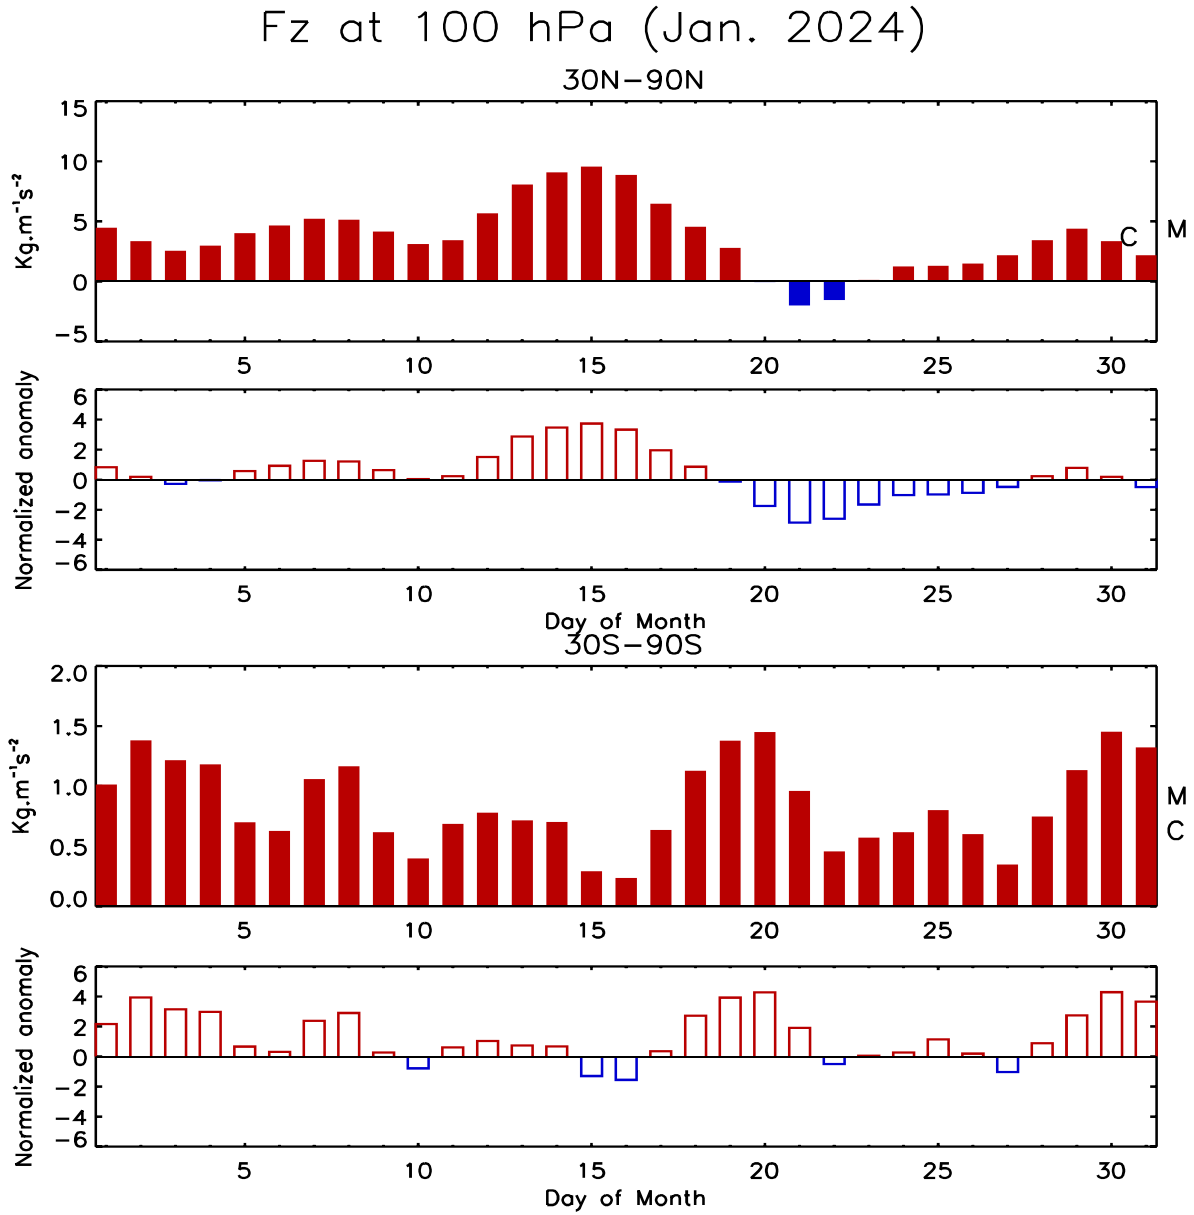 Fz at 100 hPa (Jan. 2024)
30N-90N
Kg.m⁻¹s⁻²
15
10
5
0
-5
C
M
5 10 15 20 25 30
Normalized anomaly
6
4
2
0
-2
-4
-6
5 10 15 20 25 30
Day of Month
30S-90S
Kg.m⁻¹s⁻²
2.0
1.5
1.0
0.5
0.0
M
C
5 10 15 20 25 30
Normalized anomaly
6
4
2
0
-2
-4
-6
5 10 15 20 25 30
Day of Month